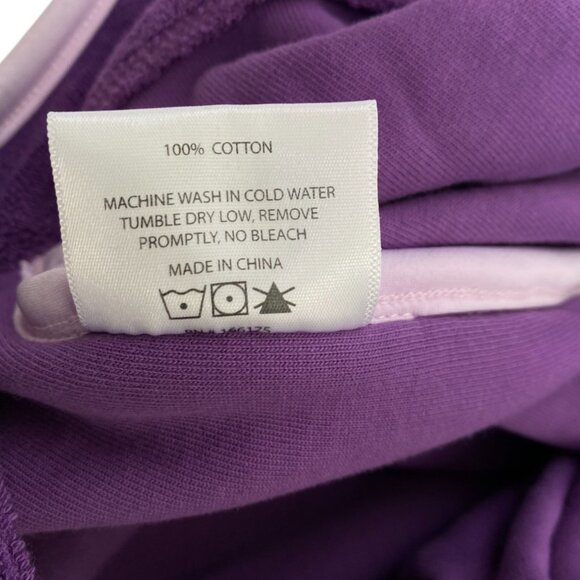 100% COTTON
MACHINE WASH IN COLD WATER
TUMBLE DRY LOW, REMOVE
PROMPTLY, NO BLEACH
MADE IN CHINA